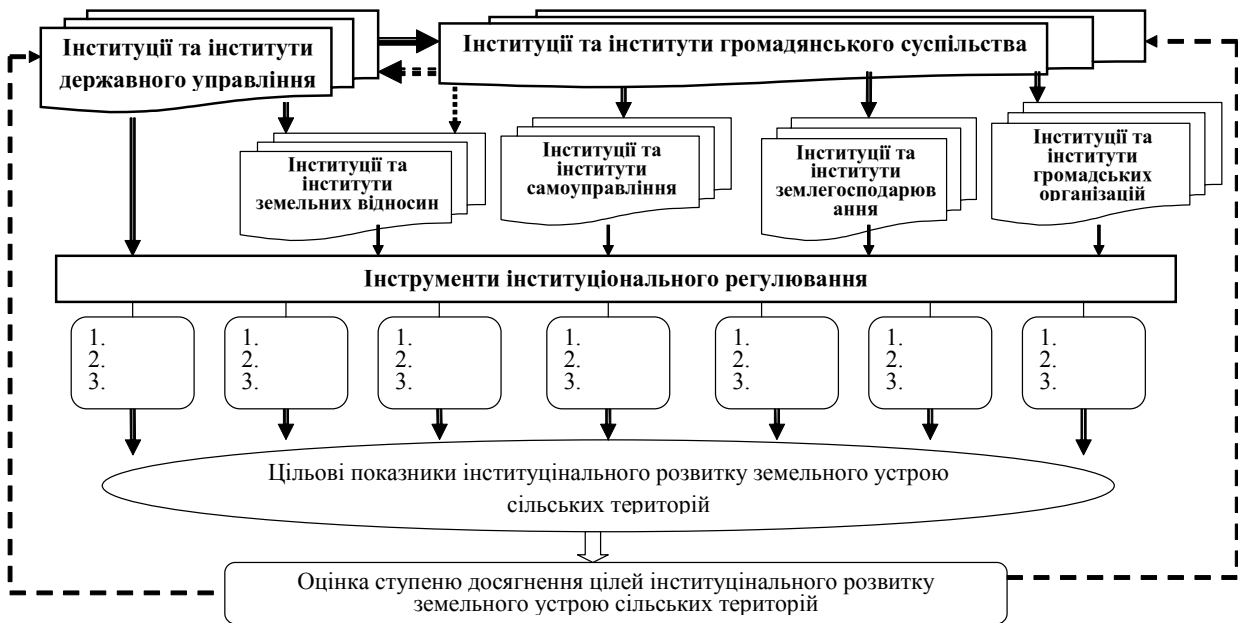 Інституції та інститути
державного управління
Інституції та інститути громадянського суспільства
Інституції та
інститути
земельних відносин
Інституції та
інститути
самоуправління
Інституції та
інститути
землегосподарюв
ання
Інституції та
інститути
громадських
організацій
Інструменти інституціонального регулювання
1.
2.
3.
1.
2.
3.
1.
2.
3.
1.
2.
3.
1.
2.
3.
1.
2.
3.
1.
2.
3.
Цільові показники інституцінального розвитку земельного устрою
сільських територій
Оцінка ступеню досягнення цілей інституцінального розвитку
земельного устрою сільських територій